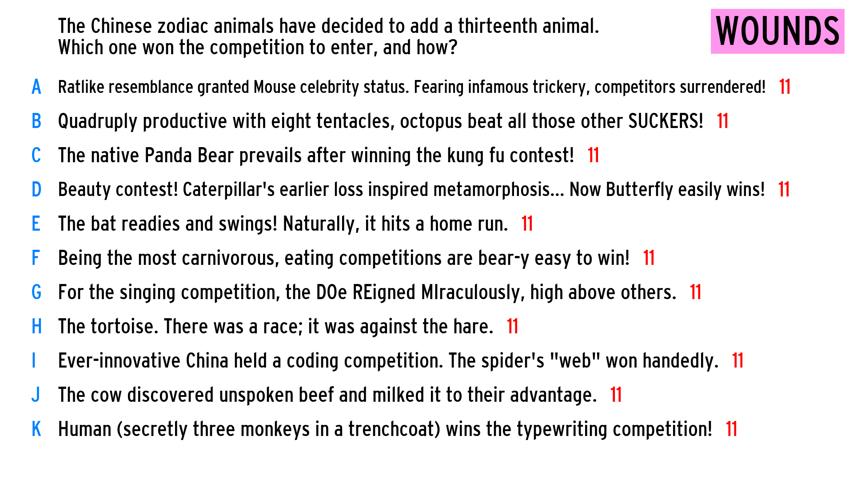 The Chinese zodiac animals have decided to add a thirteenth animal.
Which one won the competition to enter, and how?
WOUNDS
A Ratlike resemblance granted Mouse celebrity status. Fearing infamous trickery, competitors surrendered! 11
B Quadruply productive with eight tentacles, octopus beat all those other SUCKERS! 11
C The native Panda Bear prevails after winning the kung fu contest! 11
D Beauty contest! Caterpillar's earlier loss inspired metamorphosis... Now Butterfly easily wins! 11
E The bat readies and swings! Naturally, it hits a home run. 11
F Being the most carnivorous, eating competitions are bear-y easy to win! 11
G For the singing competition, the DOe REigned MIraculously, high above others. 11
H The tortoise. There was a race; it was against the hare. 11
I Ever-innovative China held a coding competition. The spider's "web" won handedly. 11
J The cow discovered unspoken beef and milked it to their advantage. 11
K Human (secretly three monkeys in a trenchcoat) wins the typewriting competition! 11